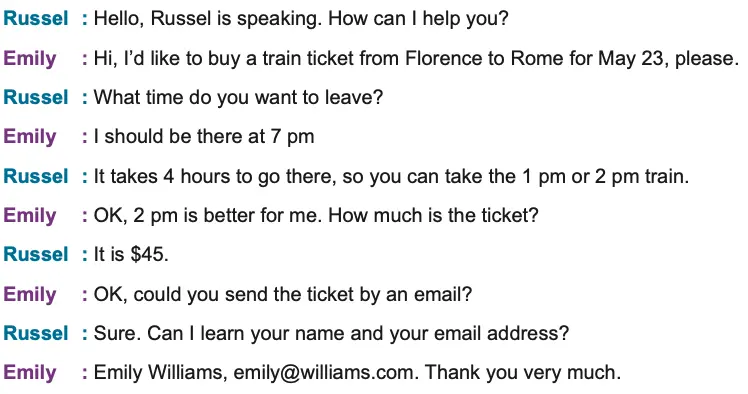 Russel : Hello, Russel is speaking. How can I help you?
Emily : Hi, I’d like to buy a train ticket from Florence to Rome for May 23, please.
Russel : What time do you want to leave?
Emily : I should be there at 7 pm
Russel : It takes 4 hours to go there, so you can take the 1 pm or 2 pm train.
Emily : OK, 2 pm is better for me. How much is the ticket?
Russel : It is $45.
Emily : OK, could you send the ticket by an email?
Russel : Sure. Can I learn your name and your email address?
Emily : Emily Williams, emily@williams.com. Thank you very much.